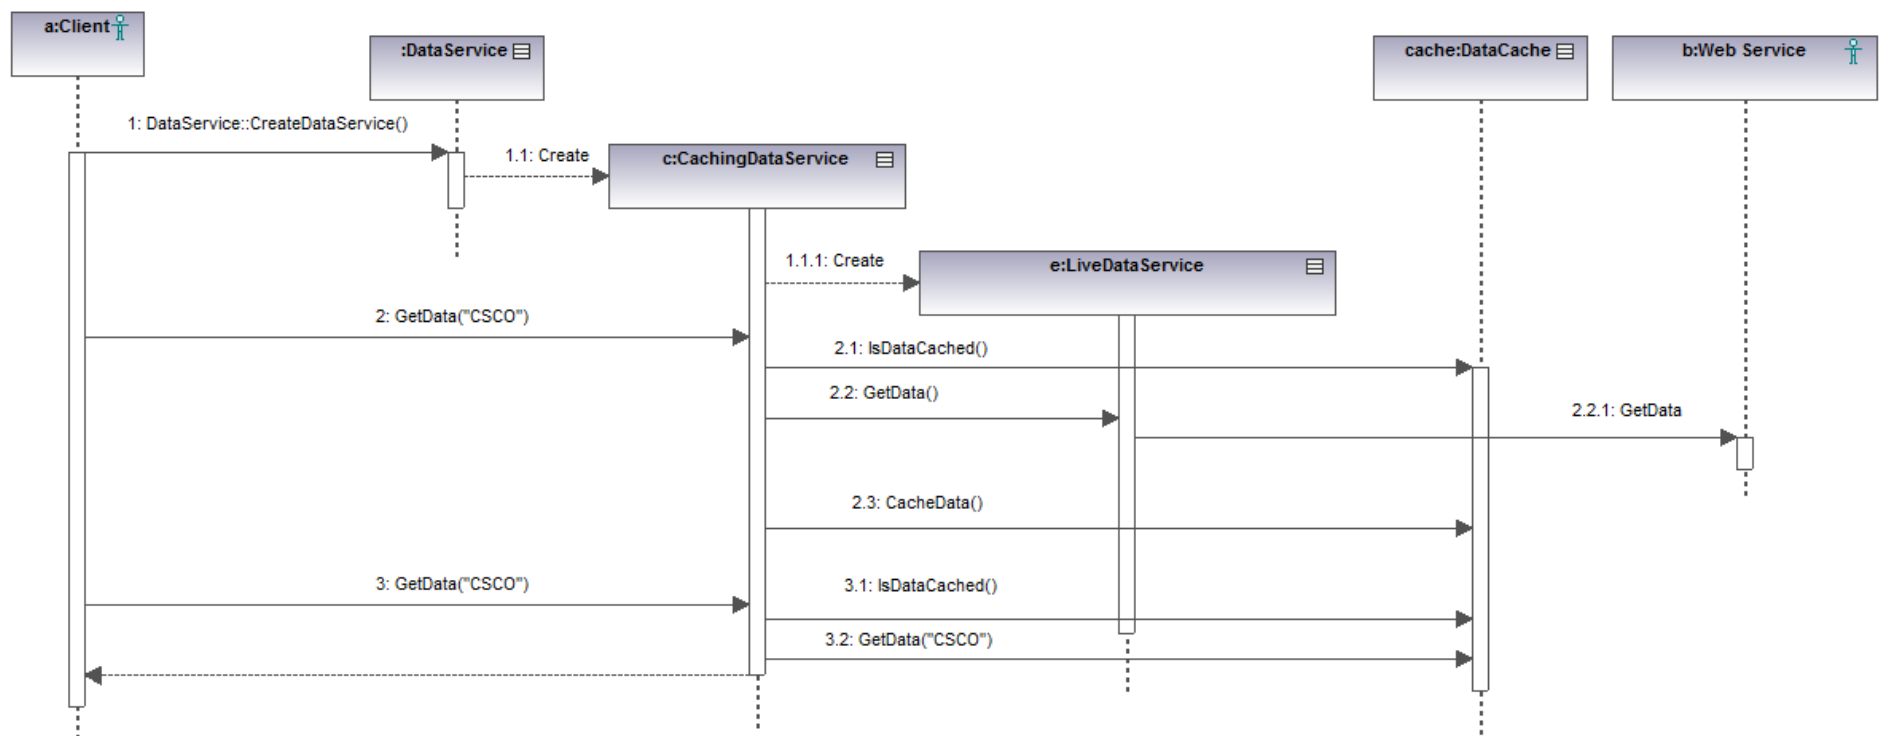 a:Client
:DataService
cache:DataCache
b:Web Service
1: DataService::CreateDataService()
1.1: Create
c:CachingDataService
1.1.1: Create
e:LiveDataService
2: GetData("CSCO")
2.1: IsDataCached()
2.2: GetData()
2.2.1: GetData
2.3: CacheData()
3: GetData("CSCO")
3.1: IsDataCached()
3.2: GetData("CSCO")